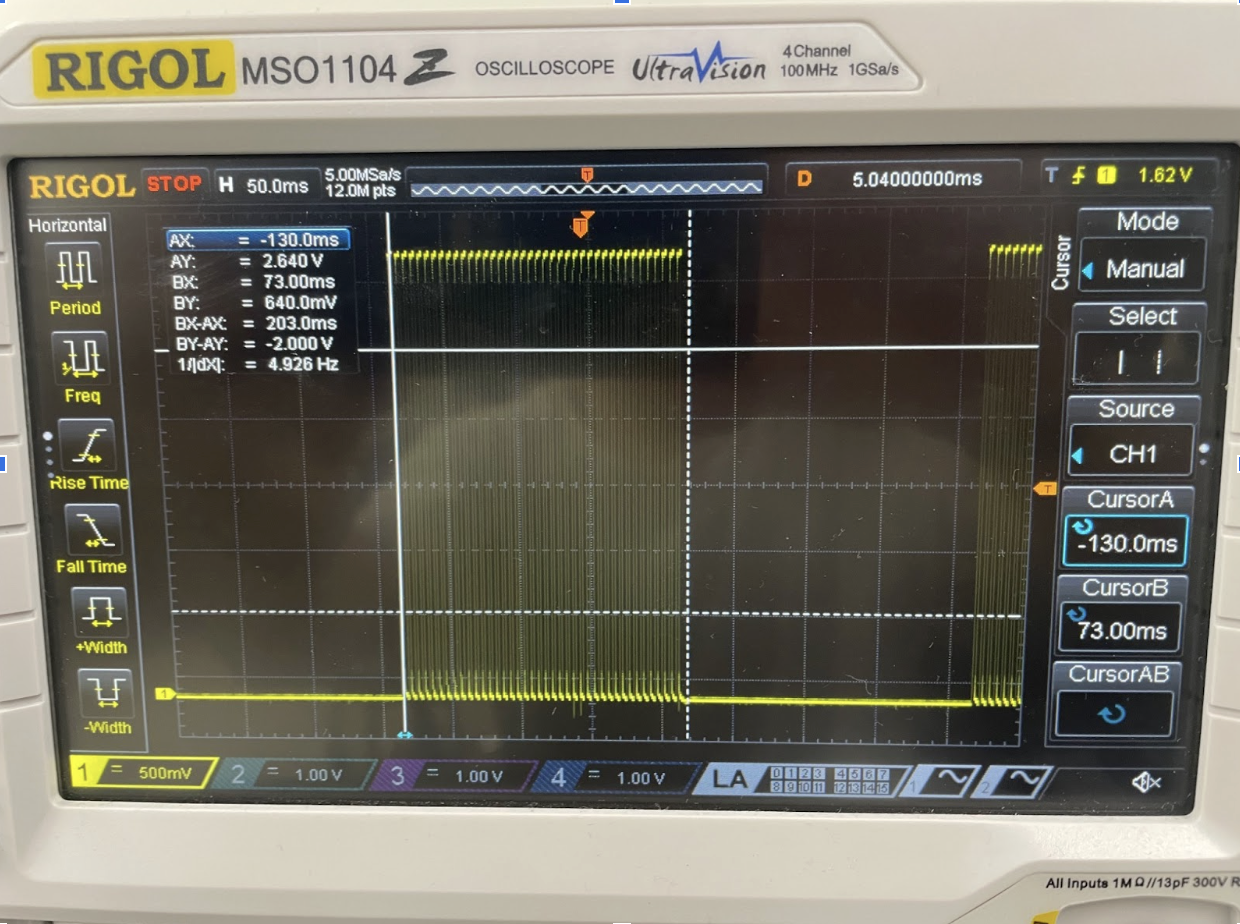 RIGOL MSO1104 Z OSCILLOSCOPE UltraVision 4 Channel 100MHz 1GSa/s
RIGOL STOP H 50.0ms 5.00MSa/s 12.0M pts T D 5.04000000ms T 1 1.62 V
Horizontal
Period
Freq
Rise Time
Fall Time
+Width
-Width
AX: = -130.0ms
AY: = 2.640 V
BX: = 73.00ms
BY: = 640.0mV
BX-AX: = 203.0ms
BY-AY: = -2.000 V
1/|dX|: = 4.926 Hz
T
T
1
Cursor
Mode
Manual
Select
Source
CH1
CursorA
-130.0ms
CursorB
73.00ms
CursorAB
1 = 500mV 2 = 1.00 V 3 = 1.00 V 4 = 1.00 V LA 0 1 2 3 4 5 6 7 1 2
8 9 10 11 12 13 14 15
All Inputs 1MΩ//13pF 300V R